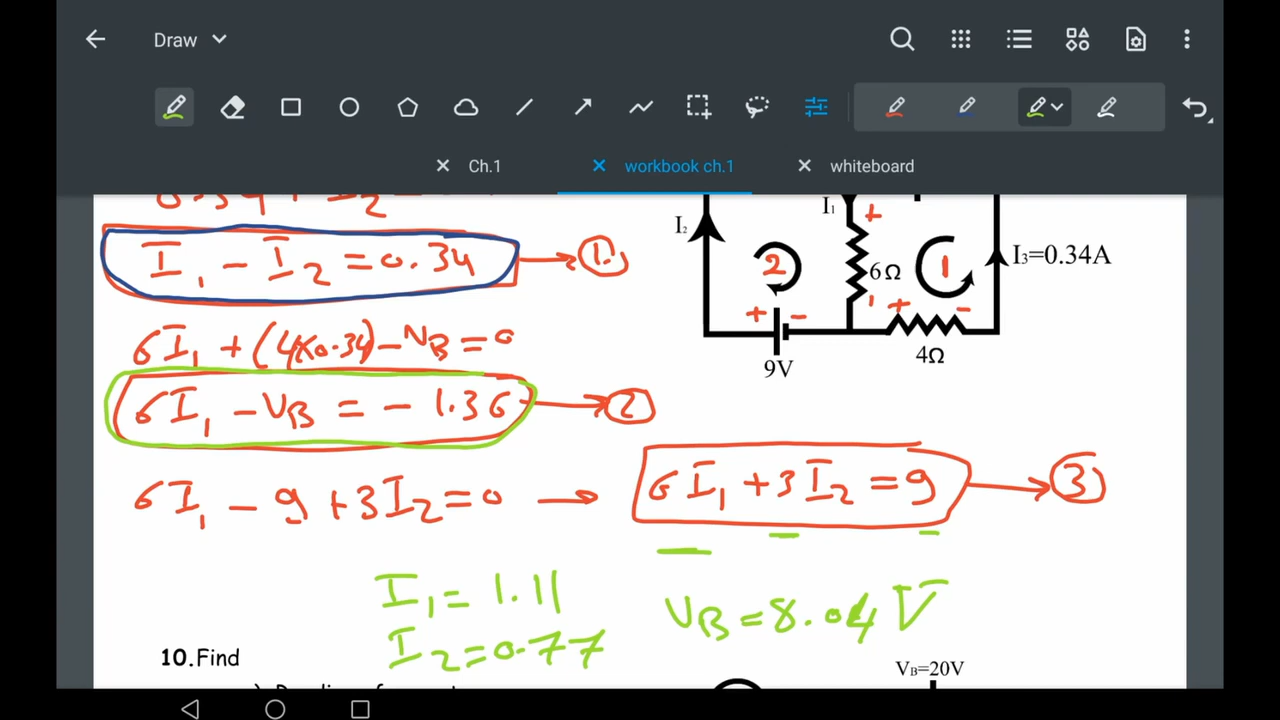 Draw
Ch.1
workbook ch.1
whiteboard
I₁ - I₂ = 0.34 → ①
6I₁ + (4×0.34) - VB = 0
6I₁ - VB = - 1.36 → ②
6I₁ - 9 + 3I₂ = 0 → 6I₁ + 3I₂ = 9 → ③
I₁ = 1.11
I₂ = 0.77
VB = 8.04 V
I₂
I₁
+
2
6Ω
1
I₃=0.34A
+ -
+ -
9V
4Ω
10.Find
VB=20V